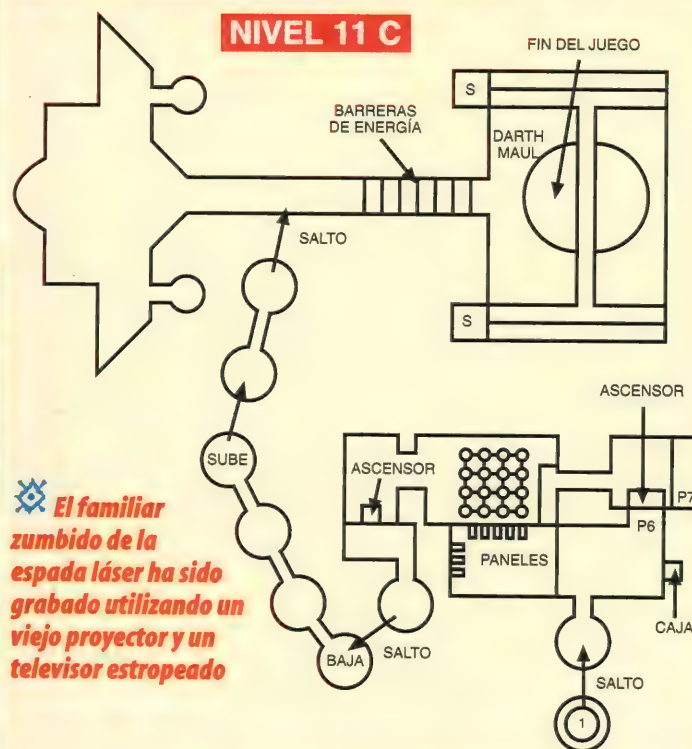 NIVEL 11 C
FIN DEL JUEGO
S
BARRERAS
DE ENERGÍA
DARTH
MAUL
SALTO
S
ASCENSOR
SUBE
ASCENSOR
P7
P6
El familiar
zumbido de la
espada láser ha sido
grabado utilizando un
viejo proyector y un
televisor estropeado
PANELES
CAJA
BAJA
SALTO
SALTO
1